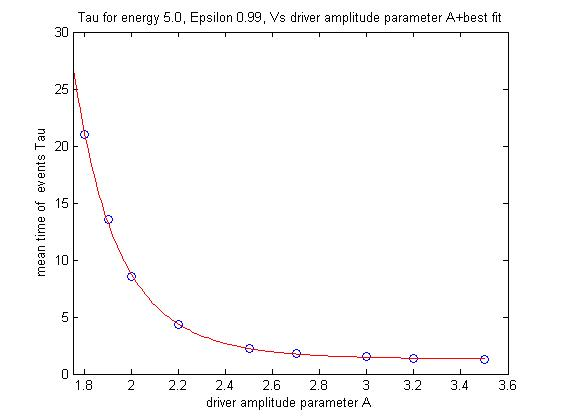 Tau for energy 5.0, Epsilon 0.99, Vs driver amplitude parameter A+best fit
30
25
20
15
10
5
0
mean time of events Tau
1.8 2 2.2 2.4 2.6 2.8 3 3.2 3.4 3.6
driver amplitude parameter A